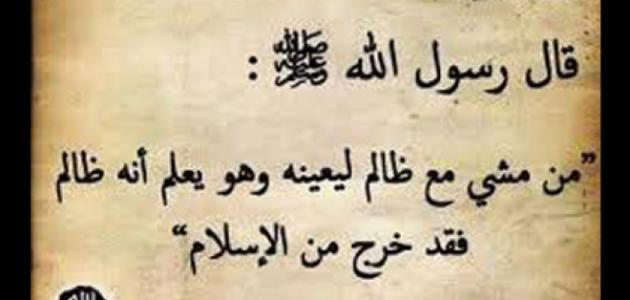 قال رسول الله ﷺ :
”من مشي مع ظالم ليعينه وهو يعلم أنه ظالم
فقد خرج من الإسلام“